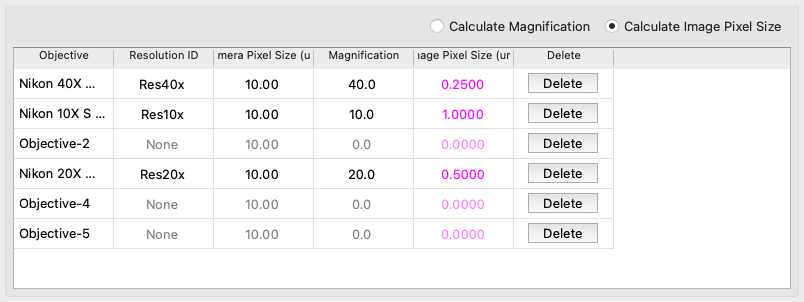 Calculate Magnification Calculate Image Pixel Size
Objective Resolution ID mera Pixel Size (u Magnification age Pixel Size (ur Delete
Nikon 40X ... Res40x 10.00 40.0 0.2500 Delete
Nikon 10X S ... Res10x 10.00 10.0 1.0000 Delete
Objective-2 None 10.00 0.0 0.0000 Delete
Nikon 20X ... Res20x 10.00 20.0 0.5000 Delete
Objective-4 None 10.00 0.0 0.0000 Delete
Objective-5 None 10.00 0.0 0.0000 Delete